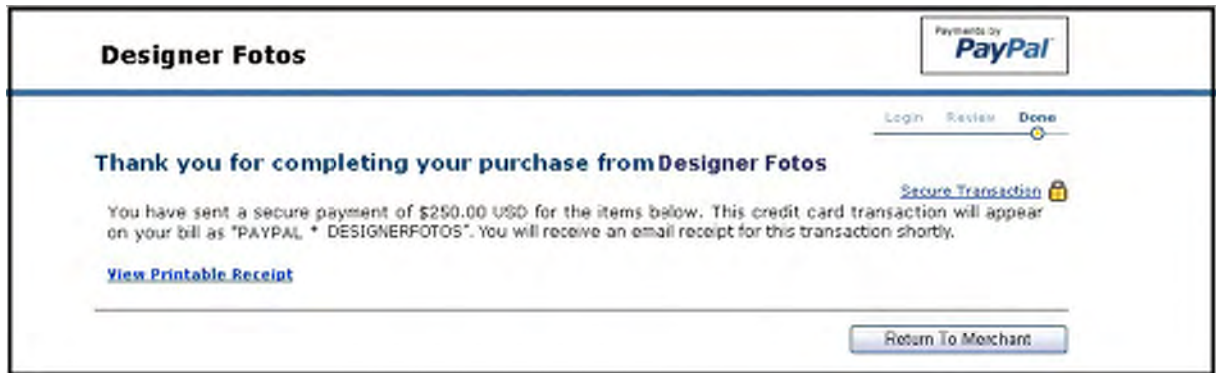 Payments by
Designer Fotos
PayPal
Login Review Done
Thank you for completing your purchase from Designer Fotos
Secure Transaction
You have sent a secure payment of $250.00 USD for the items below. This credit card transaction will appear
on your bill as "PAYPAL * DESIGNERFOTOS". You will receive an email receipt for this transaction shortly.
View Printable Receipt
Return To Merchant